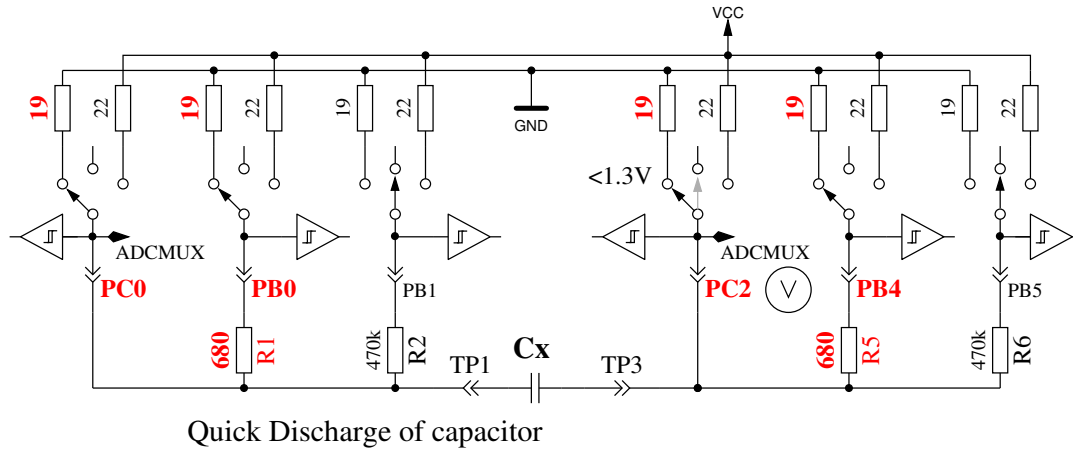 VCC
19 22 19 22 19 22 GND 19 22 19 22 19 22
<1.3V
ADCMUX ADCMUX
PC0 PB0 PB1 PC2 V PB4 PB5
680 R1 470k R2 TP1 Cx TP3 680 R5 470k R6
Quick Discharge of capacitor